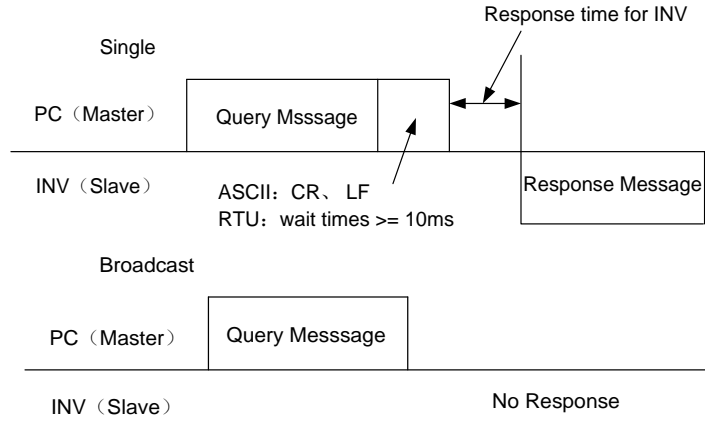 Response time for INV
Single
PC（Master）
Query Msssage
INV（Slave）
ASCII：CR、LF
RTU：wait times >= 10ms
Response Message
Broadcast
PC（Master）
Query Messsage
INV（Slave）
No Response